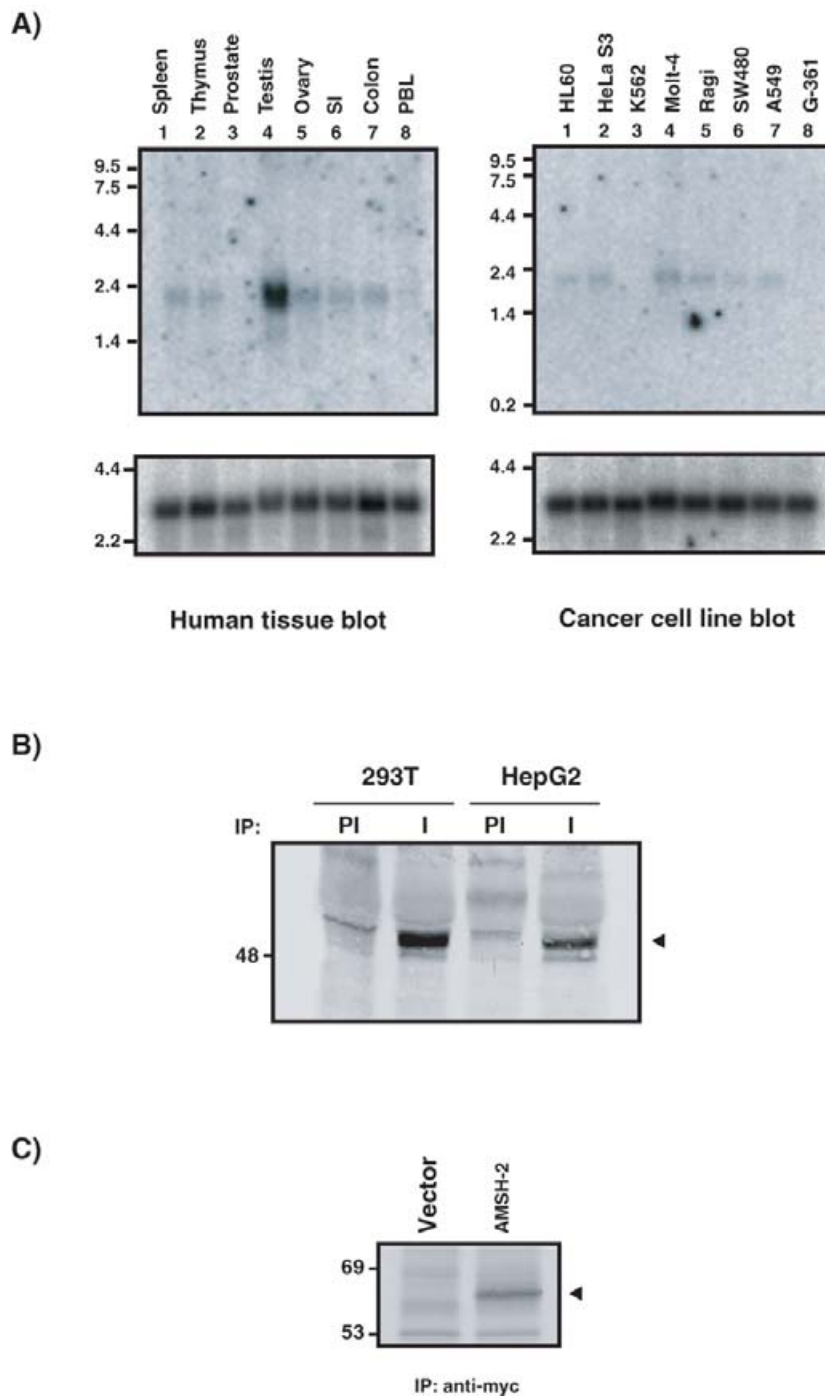 A)
Spleen Thymus Prostate Testis Ovary SI Colon PBL
1 2 3 4 5 6 7 8
9.5
7.5
4.4
2.4
1.4
4.4
2.2
Human tissue blot
HL60 HeLa S3 K562 Molt-4 Ragi SW480 A549 G-361
1 2 3 4 5 6 7 8
9.5
7.5
4.4
2.4
1.4
0.2
4.4
2.2
Cancer cell line blot
B)
293T HepG2
IP: PI I PI I
48
C)
Vector AMSH-2
69
53
IP: anti-myc